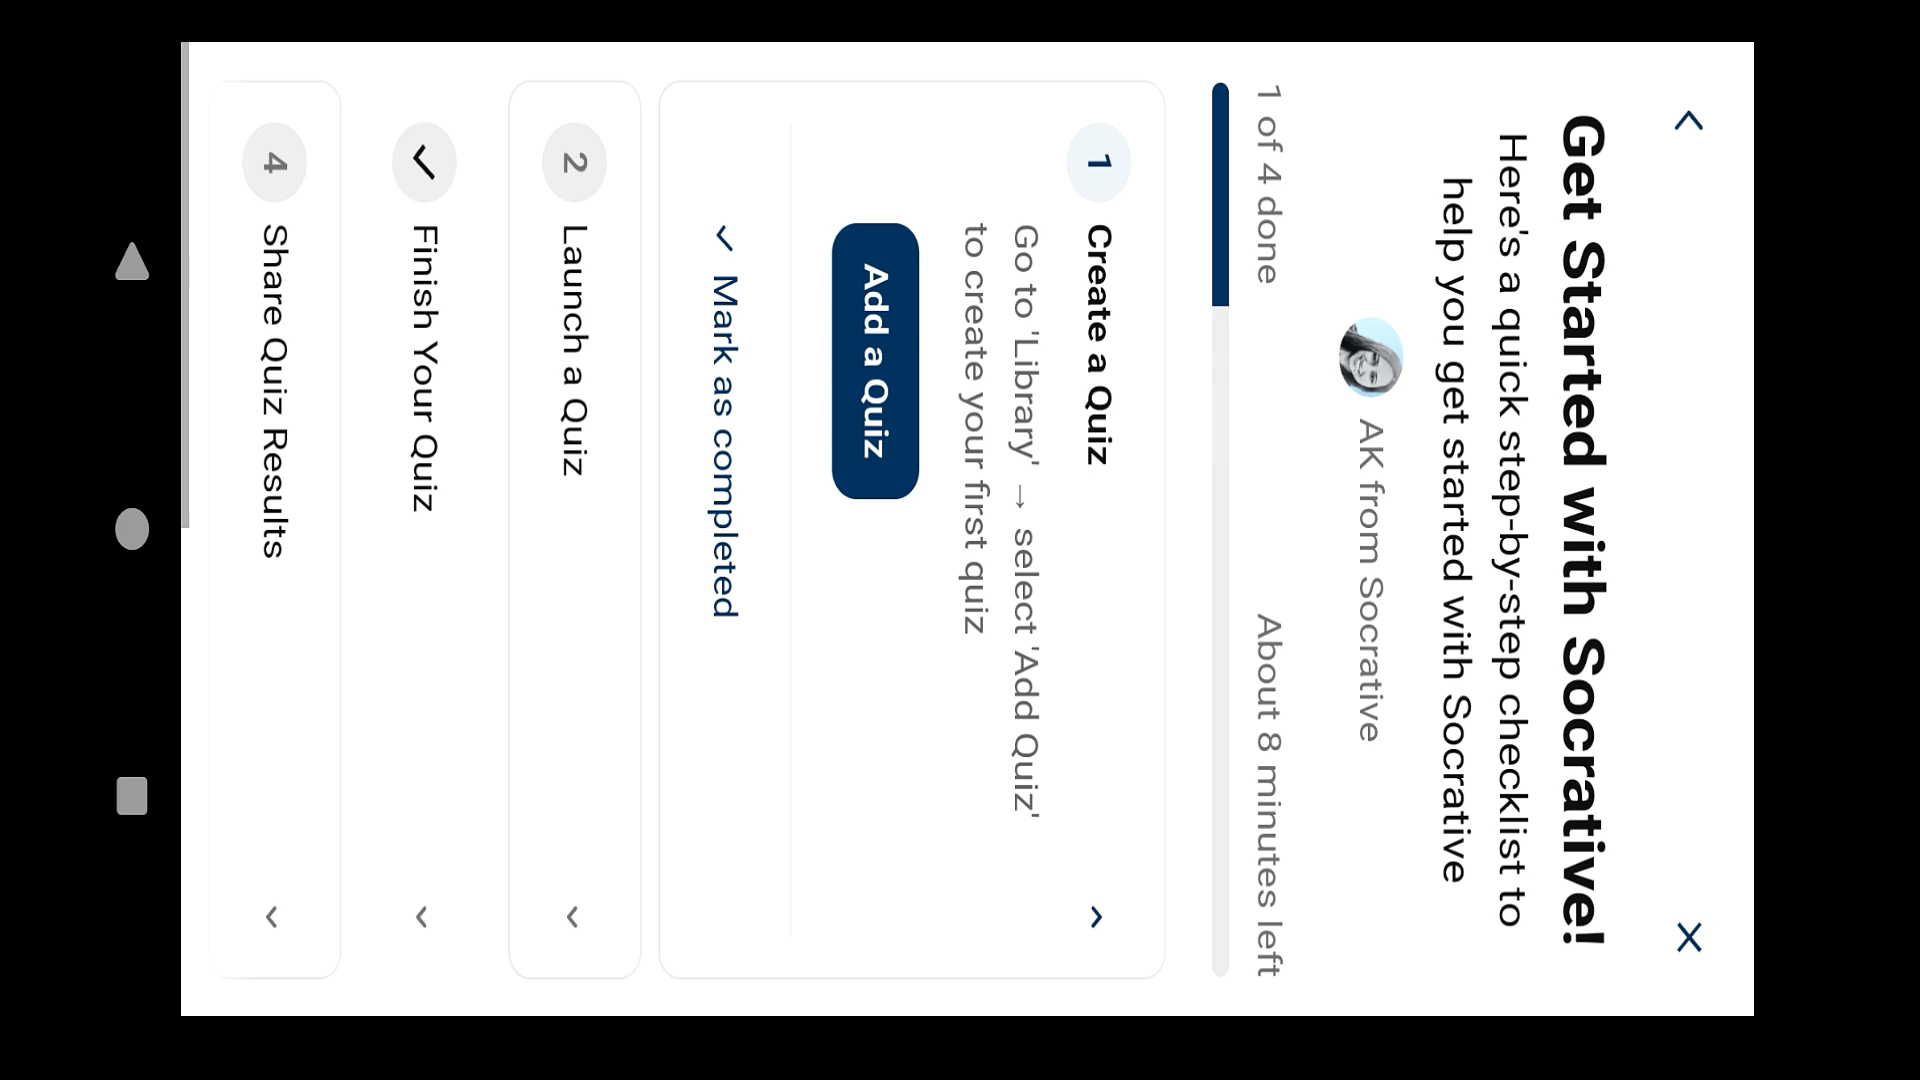 Get Started with Socrative!
Here's a quick step-by-step checklist to
help you get started with Socrative
AK from Socrative
1 of 4 done
About 8 minutes left
1
Create a Quiz
Go to 'Library' → select 'Add Quiz'
to create your first quiz
Add a Quiz
Mark as completed
2
Launch a Quiz
Finish Your Quiz
4
Share Quiz Results